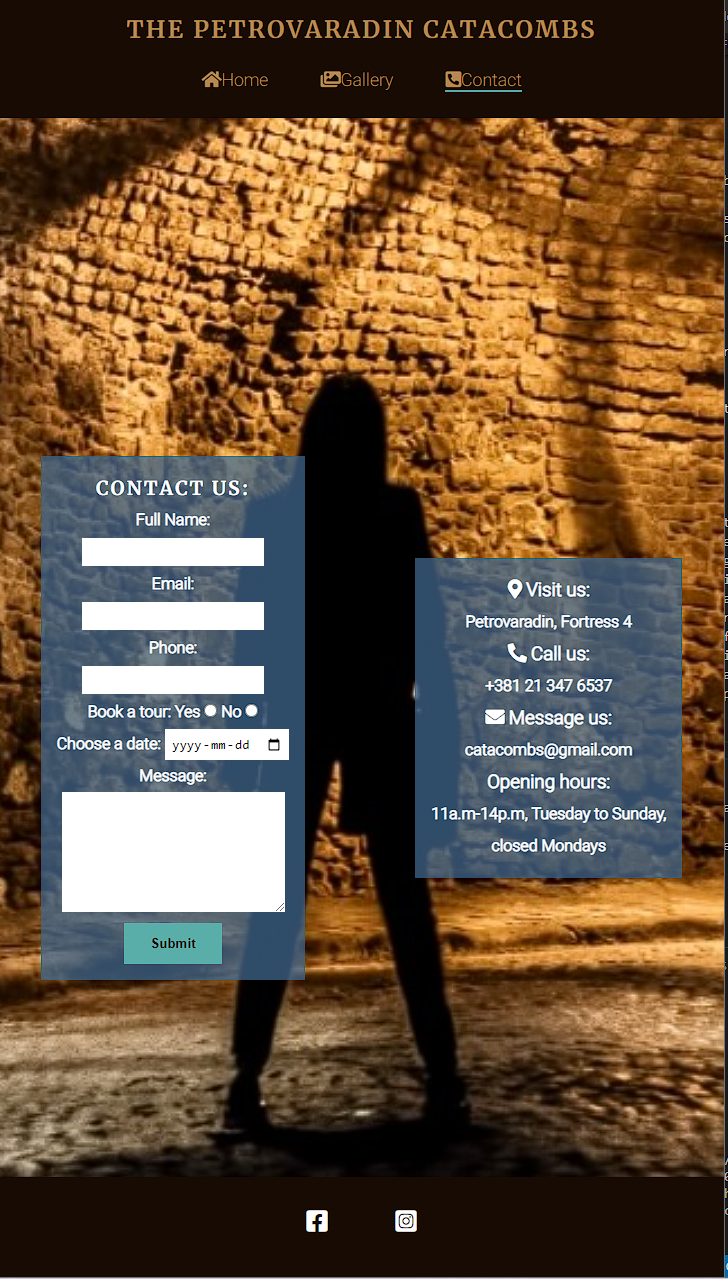 THE PETROVARADIN CATACOMBS
Home Gallery Contact
CONTACT US:
Full Name:
Email:
Phone:
Book a tour: Yes No
Choose a date: yyyy-mm-dd
Message:
Submit
Visit us:
Petrovaradin, Fortress 4
Call us:
+381 21 347 6537
Message us:
catacombs@gmail.com
Opening hours:
11a.m-14p.m, Tuesday to Sunday,
closed Mondays